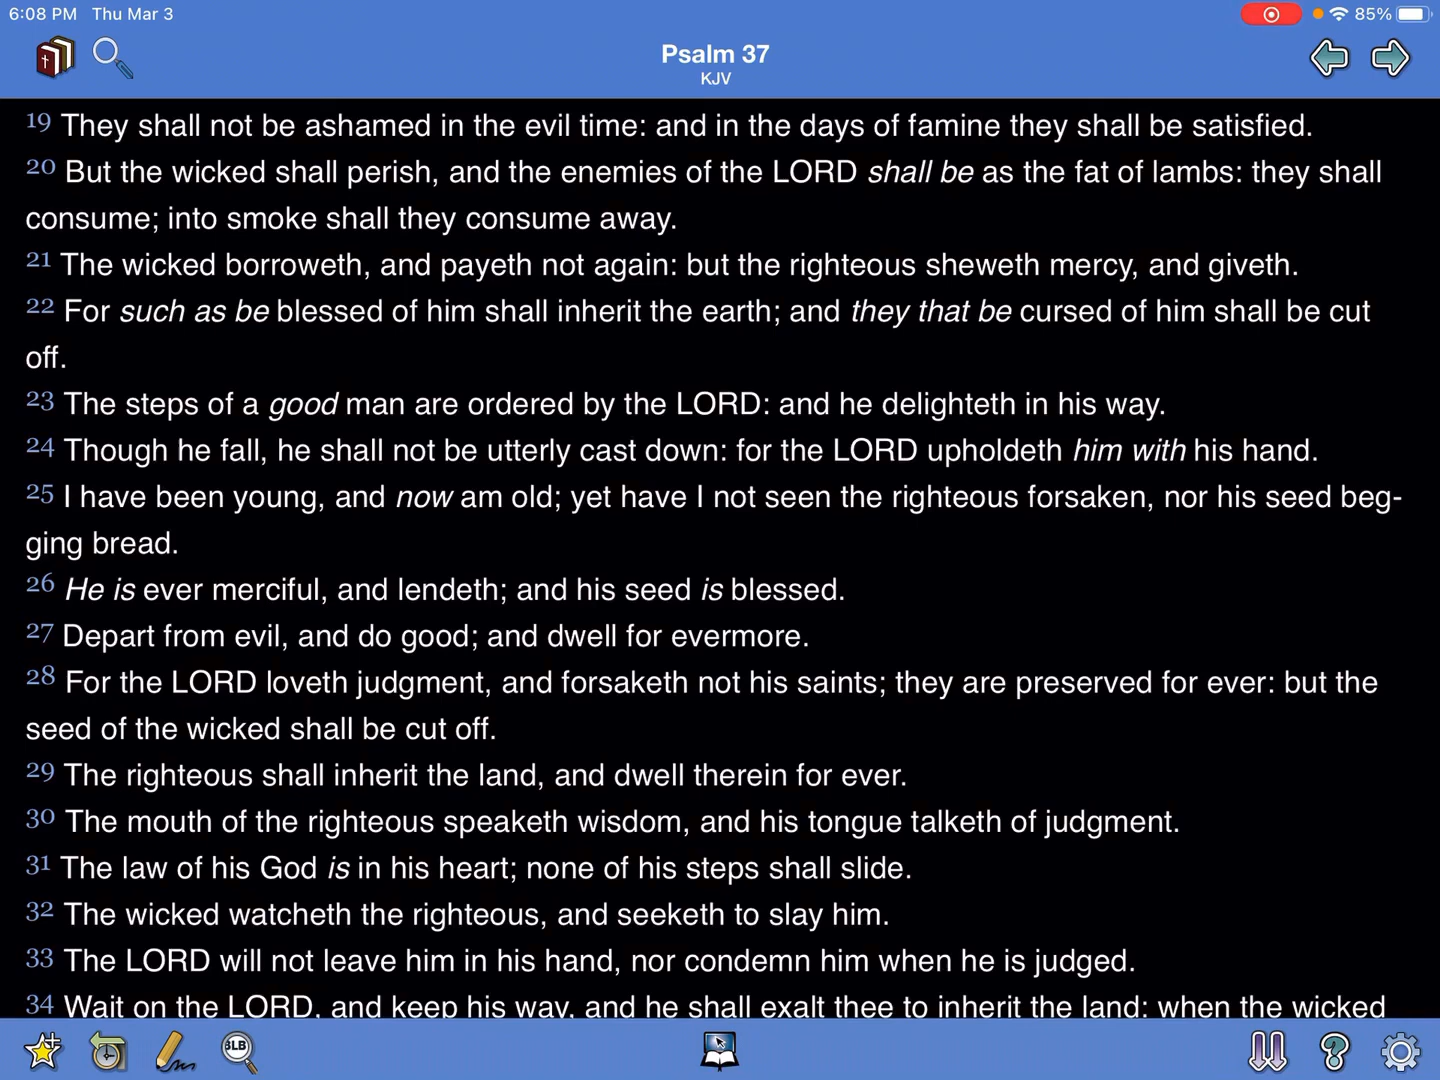 6:08 PM Thu Mar 3
85%
Psalm 37
KJV
19 They shall not be ashamed in the evil time: and in the days of famine they shall be satisfied.
20 But the wicked shall perish, and the enemies of the LORD shall be as the fat of lambs: they shall
consume; into smoke shall they consume away.
21 The wicked borroweth, and payeth not again: but the righteous sheweth mercy, and giveth.
22 For such as be blessed of him shall inherit the earth; and they that be cursed of him shall be cut
off.
23 The steps of a good man are ordered by the LORD: and he delighteth in his way.
24 Though he fall, he shall not be utterly cast down: for the LORD upholdeth him with his hand.
25 I have been young, and now am old; yet have I not seen the righteous forsaken, nor his seed beg-
ging bread.
26 He is ever merciful, and lendeth; and his seed is blessed.
27 Depart from evil, and do good; and dwell for evermore.
28 For the LORD loveth judgment, and forsaketh not his saints; they are preserved for ever: but the
seed of the wicked shall be cut off.
29 The righteous shall inherit the land, and dwell therein for ever.
30 The mouth of the righteous speaketh wisdom, and his tongue talketh of judgment.
31 The law of his God is in his heart; none of his steps shall slide.
32 The wicked watcheth the righteous, and seeketh to slay him.
33 The LORD will not leave him in his hand, nor condemn him when he is judged.
34 Wait on the LORD, and keep his way, and he shall exalt thee to inherit the land: when the wicked
BLB